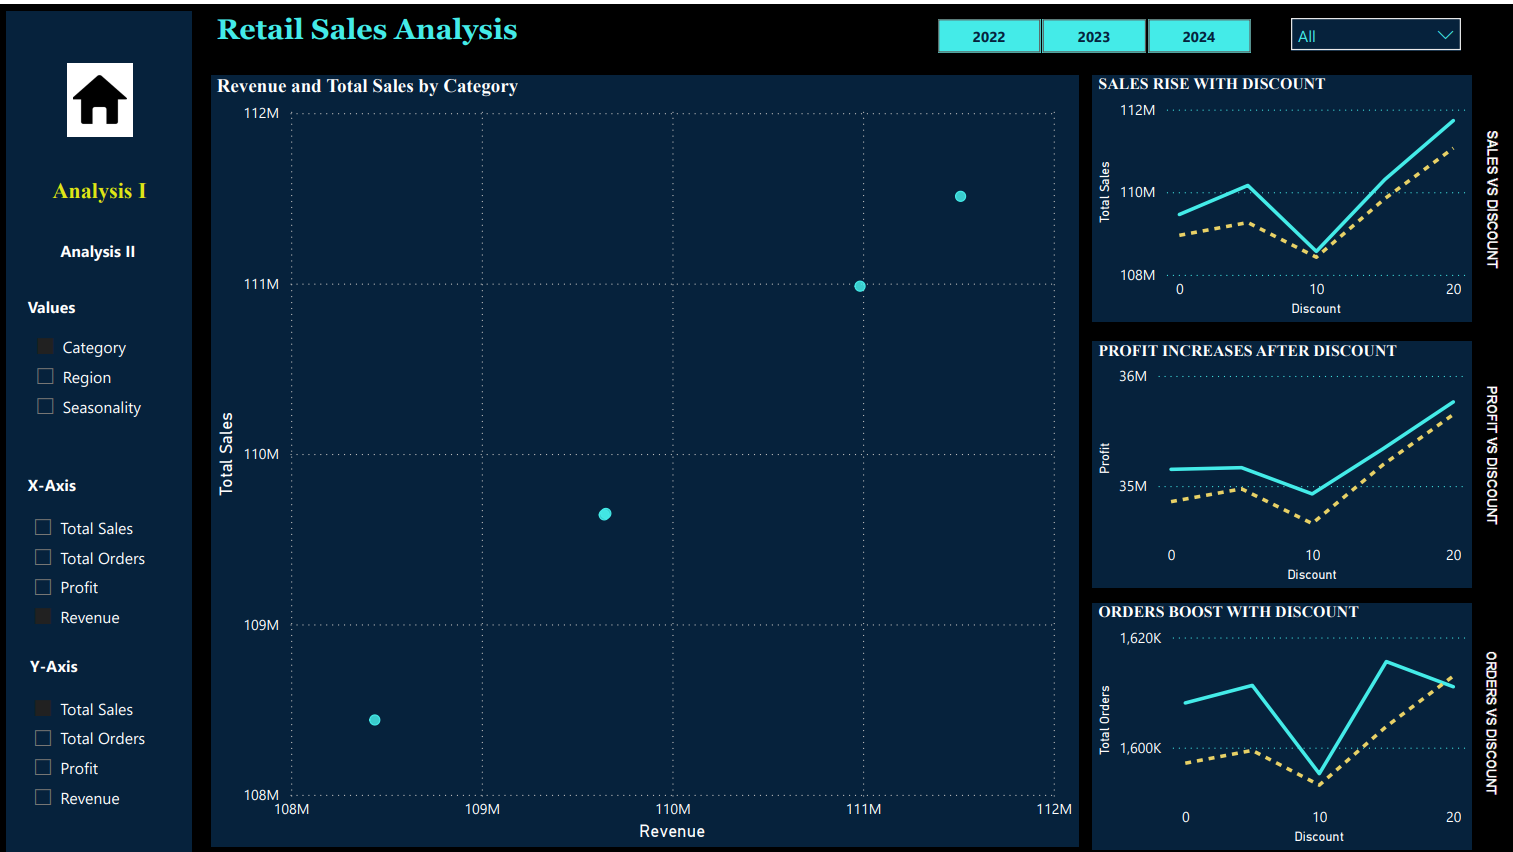 Retail Sales Analysis
2022
2023
2024
All
Analysis I
Analysis II
Values
Category
Region
Seasonality
X-Axis
Total Sales
Total Orders
Profit
Revenue
Y-Axis
Total Sales
Total Orders
Profit
Revenue
Revenue and Total Sales by Category
112M
111M
110M
109M
108M
Total Sales
108M
109M
110M
111M
112M
Revenue
SALES RISE WITH DISCOUNT
112M
110M
108M
Total Sales
0
10
20
Discount
SALES VS DISCOUNT
PROFIT INCREASES AFTER DISCOUNT
36M
35M
Profit
0
10
20
Discount
PROFIT VS DISCOUNT
ORDERS BOOST WITH DISCOUNT
1,620K
1,600K
Total Orders
0
10
20
Discount
ORDERS VS DISCOUNT